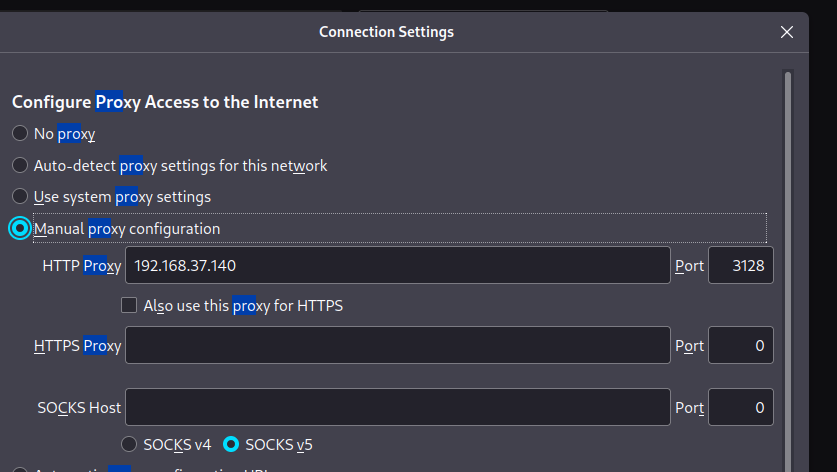 Connection Settings
Configure Proxy Access to the Internet
No proxy
Auto-detect proxy settings for this network
Use system proxy settings
Manual proxy configuration
HTTP Proxy 192.168.37.140 Port 3128
Also use this proxy for HTTPS
HTTPS Proxy Port 0
SOCKS Host Port 0
SOCKS v4 SOCKS v5